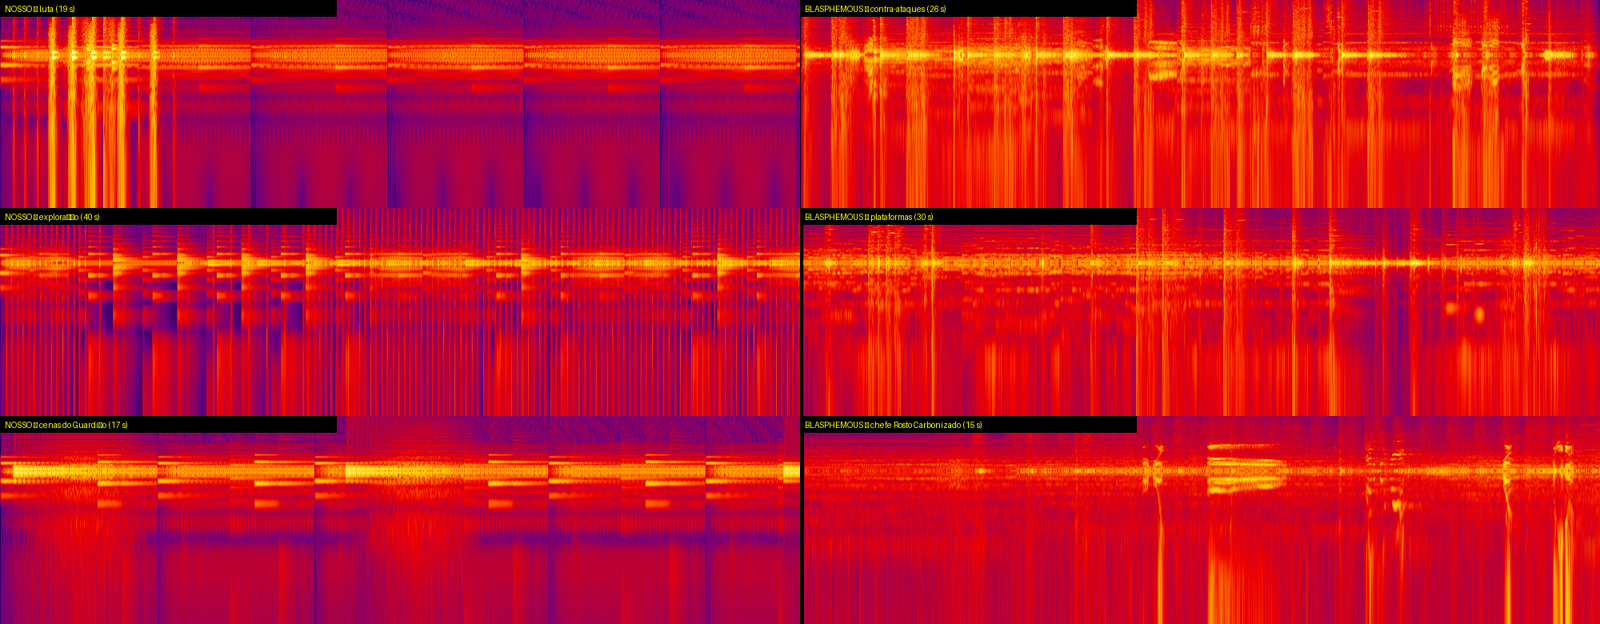 NOSSO luta (19 s)
BLASPHEMOUS contra-ataques (26 s)
NOSSO (40 s)
BLASPHEMOUS plataformas (30 s)
NOSSO cenas do (17 s)
BLASPHEMOUS chefe Rosto Carbonizado (15 s)